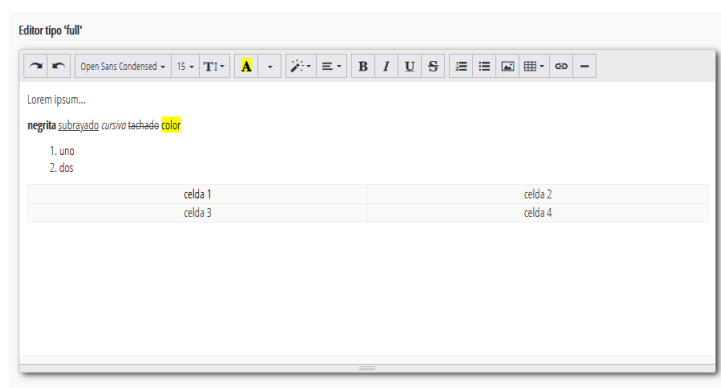 Editor tipo 'full'
Open Sans Condensed 15 T A B I U S
Lorem ipsum...
negrita subrayado cursiva tachado color
1. uno
2. dos
celda 1 celda 2
celda 3 celda 4